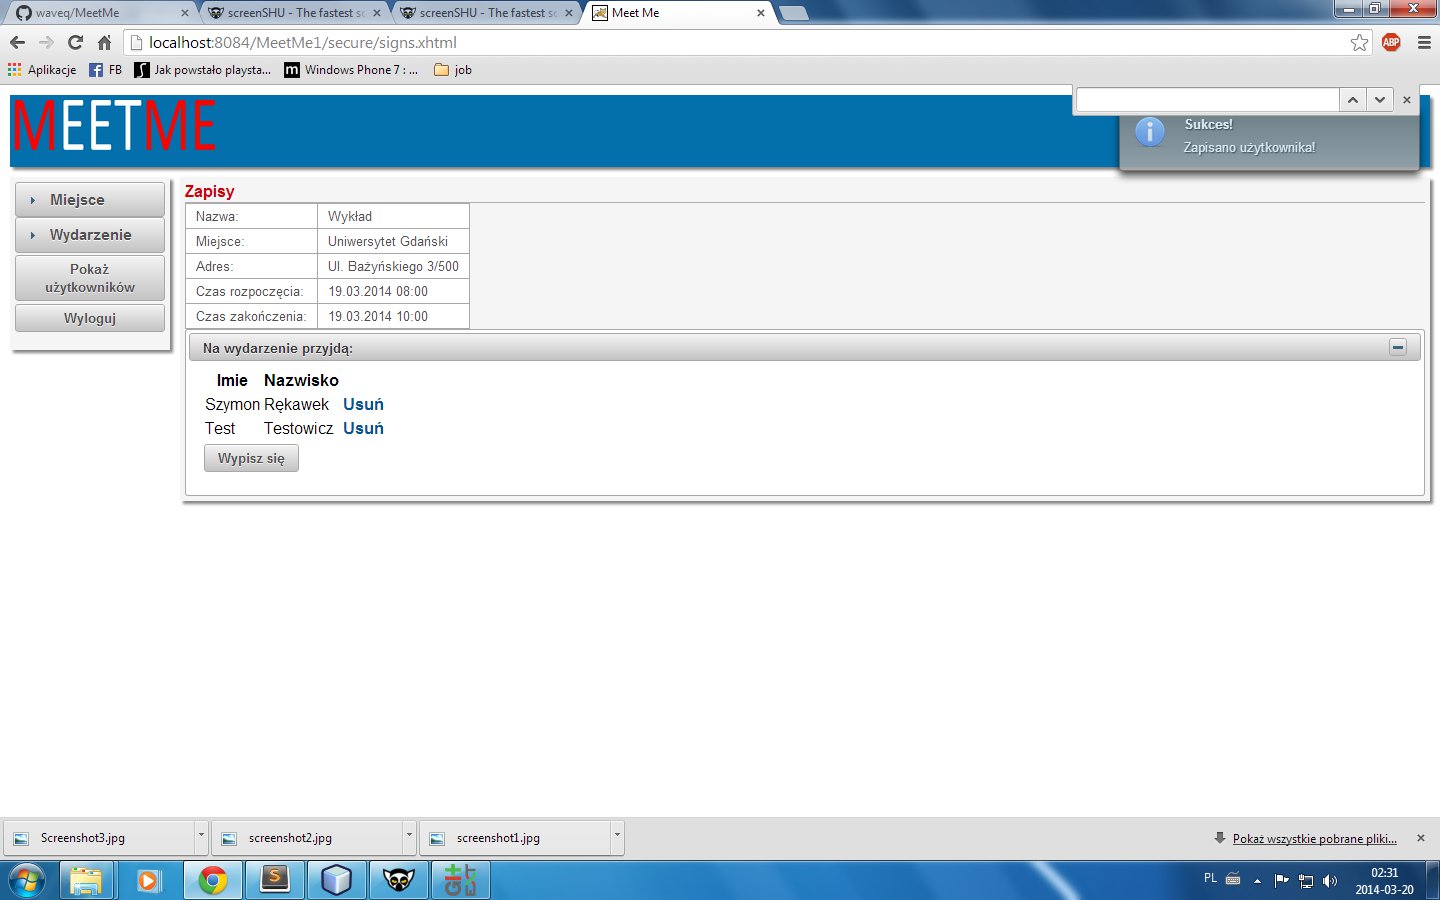 waveq/MeetMe
screenSHU - The fastest sc
screenSHU - The fastest sc
Meet Me
localhost:8084/MeetMe1/secure/signs.xhtml
ABP
Aplikacje
FB
Jak powstało playsta...
Windows Phone 7 : ...
job
MEETME
Sukces!
Zapisano użytkownika!
Miejsce
Wydarzenie
Pokaż
użytkowników
Wyloguj
Zapisy
Nazwa: Wykład
Miejsce: Uniwersytet Gdański
Adres: Ul. Bażyńskiego 3/500
Czas rozpoczęcia: 19.03.2014 08:00
Czas zakończenia: 19.03.2014 10:00
Na wydarzenie przyjdą:
Imie Nazwisko
Szymon Rękawek Usuń
Test Testowicz Usuń
Wypisz się
Screenshot3.jpg
screenshot2.jpg
screenshot1.jpg
Pokaż wszystkie pobrane pliki...
PL
02:31
2014-03-20